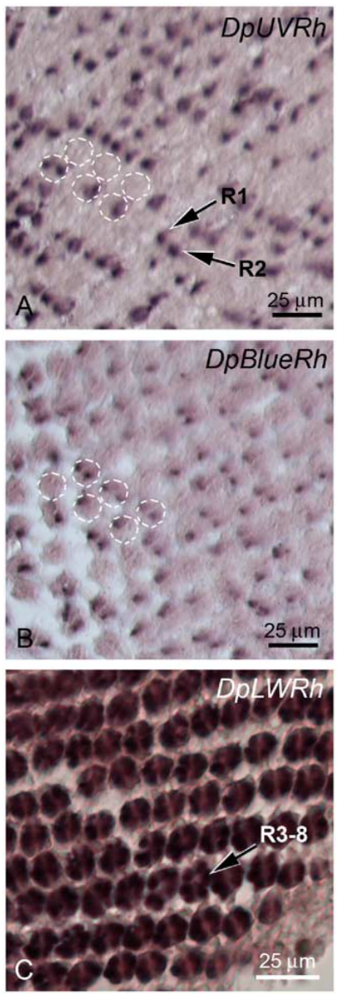 DpUVRh
R1
R2
A
25 μm
DpBlueRh
B
25 μm
DpLWRh
R3-8
C
25 μm